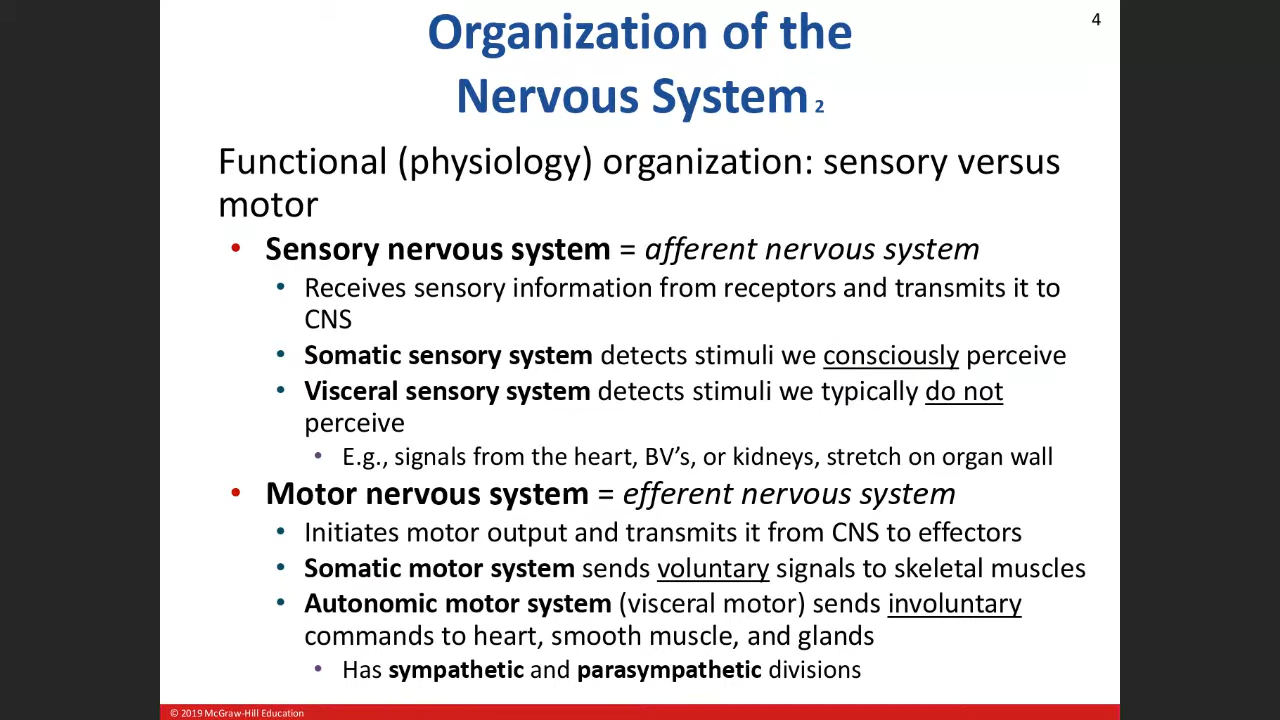 Organization of the
4
Nervous System 2
Functional (physiology) organization: sensory versus
motor
• Sensory nervous system = afferent nervous system
• Receives sensory information from receptors and transmits it to
CNS
• Somatic sensory system detects stimuli we consciously perceive
• Visceral sensory system detects stimuli we typically do not
perceive
• E.g., signals from the heart, BV’s, or kidneys, stretch on organ wall
• Motor nervous system = efferent nervous system
• Initiates motor output and transmits it from CNS to effectors
• Somatic motor system sends voluntary signals to skeletal muscles
• Autonomic motor system (visceral motor) sends involuntary
commands to heart, smooth muscle, and glands
• Has sympathetic and parasympathetic divisions
© 2019 McGraw-Hill Education